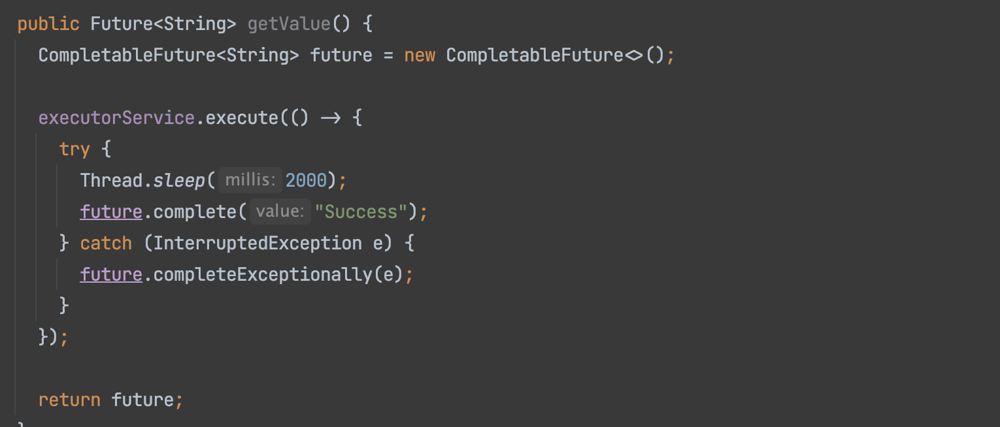 public Future<String> getValue() {
CompletableFuture<String> future = new CompletableFuture<>();
executorService.execute(() -> {
try {
Thread.sleep( millis: 2000);
future.complete( value: "Success");
} catch (InterruptedException e) {
future.completeExceptionally(e);
}
});
return future;
}